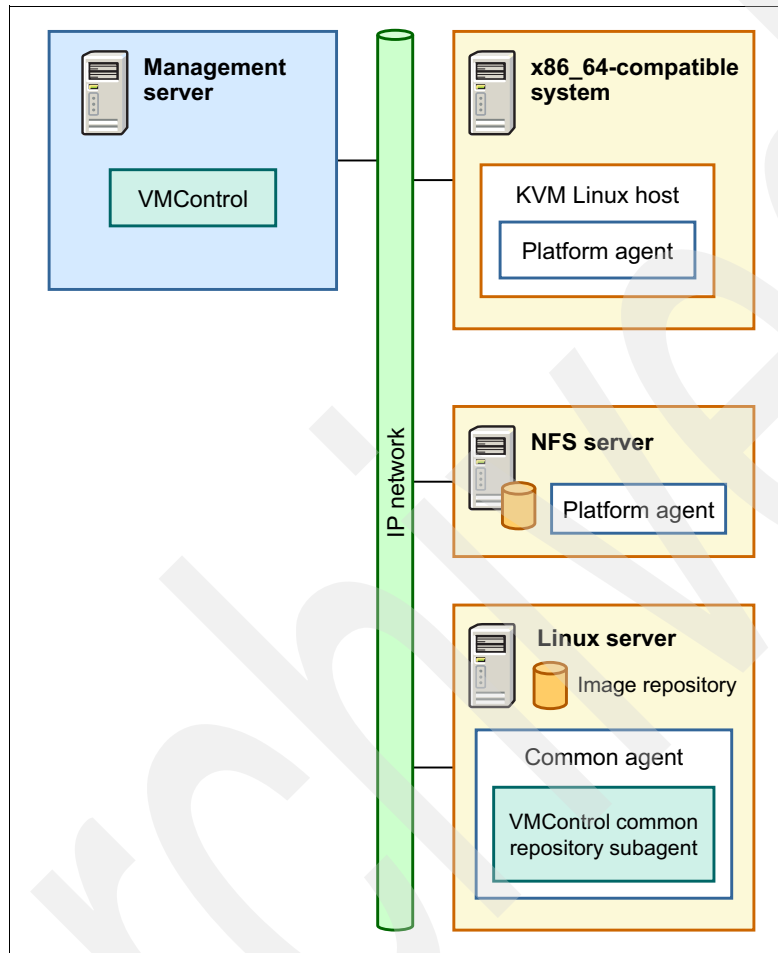 Management
server
VMControl
IP network
x86_64-compatible
system
KVM Linux host
Platform agent
NFS server
Platform agent
Linux server
Image repository
Common agent
VMControl common
repository subagent